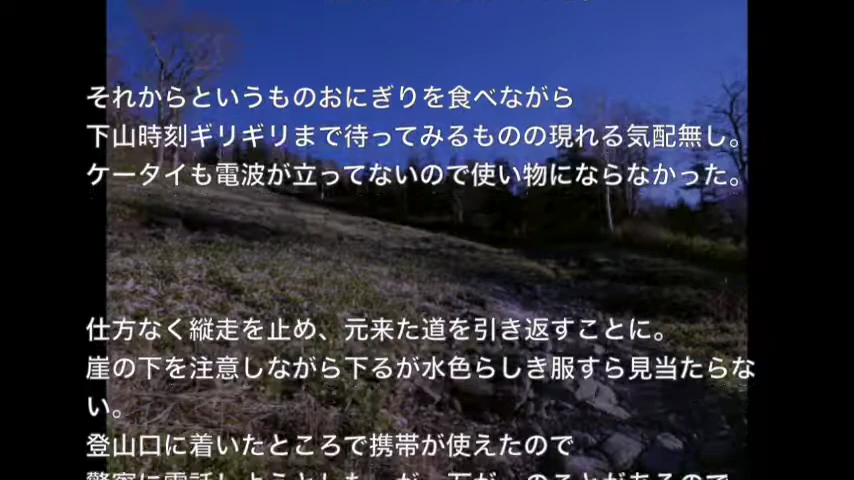 それからというものおにぎりを食べながら
下山時刻ギリギリまで待ってみるものの現れる気配無し。
ケータイも電波が立ってないので使い物にならなかった。
仕方なく縦走を止め、元来た道を引き返すことに。
崖の下を注意しながら下るが水色らしき服すら見当たらな
い。
登山口に着いたところで携帯が使えたので